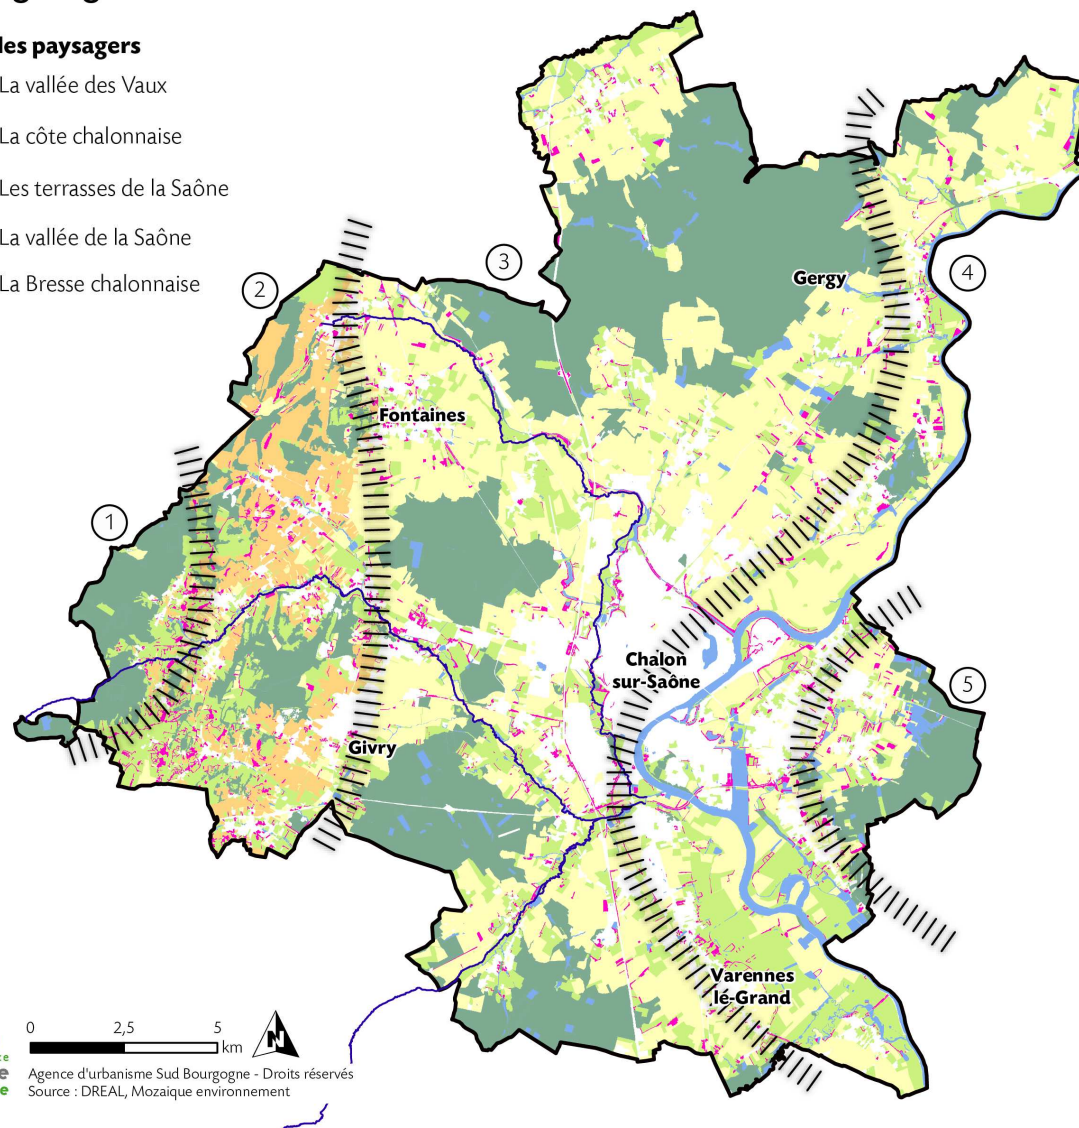 les paysagers
La vallée des Vaux
La côte chalonnaise
Les terrasses de la Saône
La vallée de la Saône
La Bresse chalonnaise
3
2
4
Gergy
Fontaines
1
Chalon
sur-Saône
5
Givry
Varennes
lé-Grand
0 2,5 5
km
N
Agence d'urbanisme Sud Bourgogne - Droits réservés
Source : DREAL, Mozaique environnement